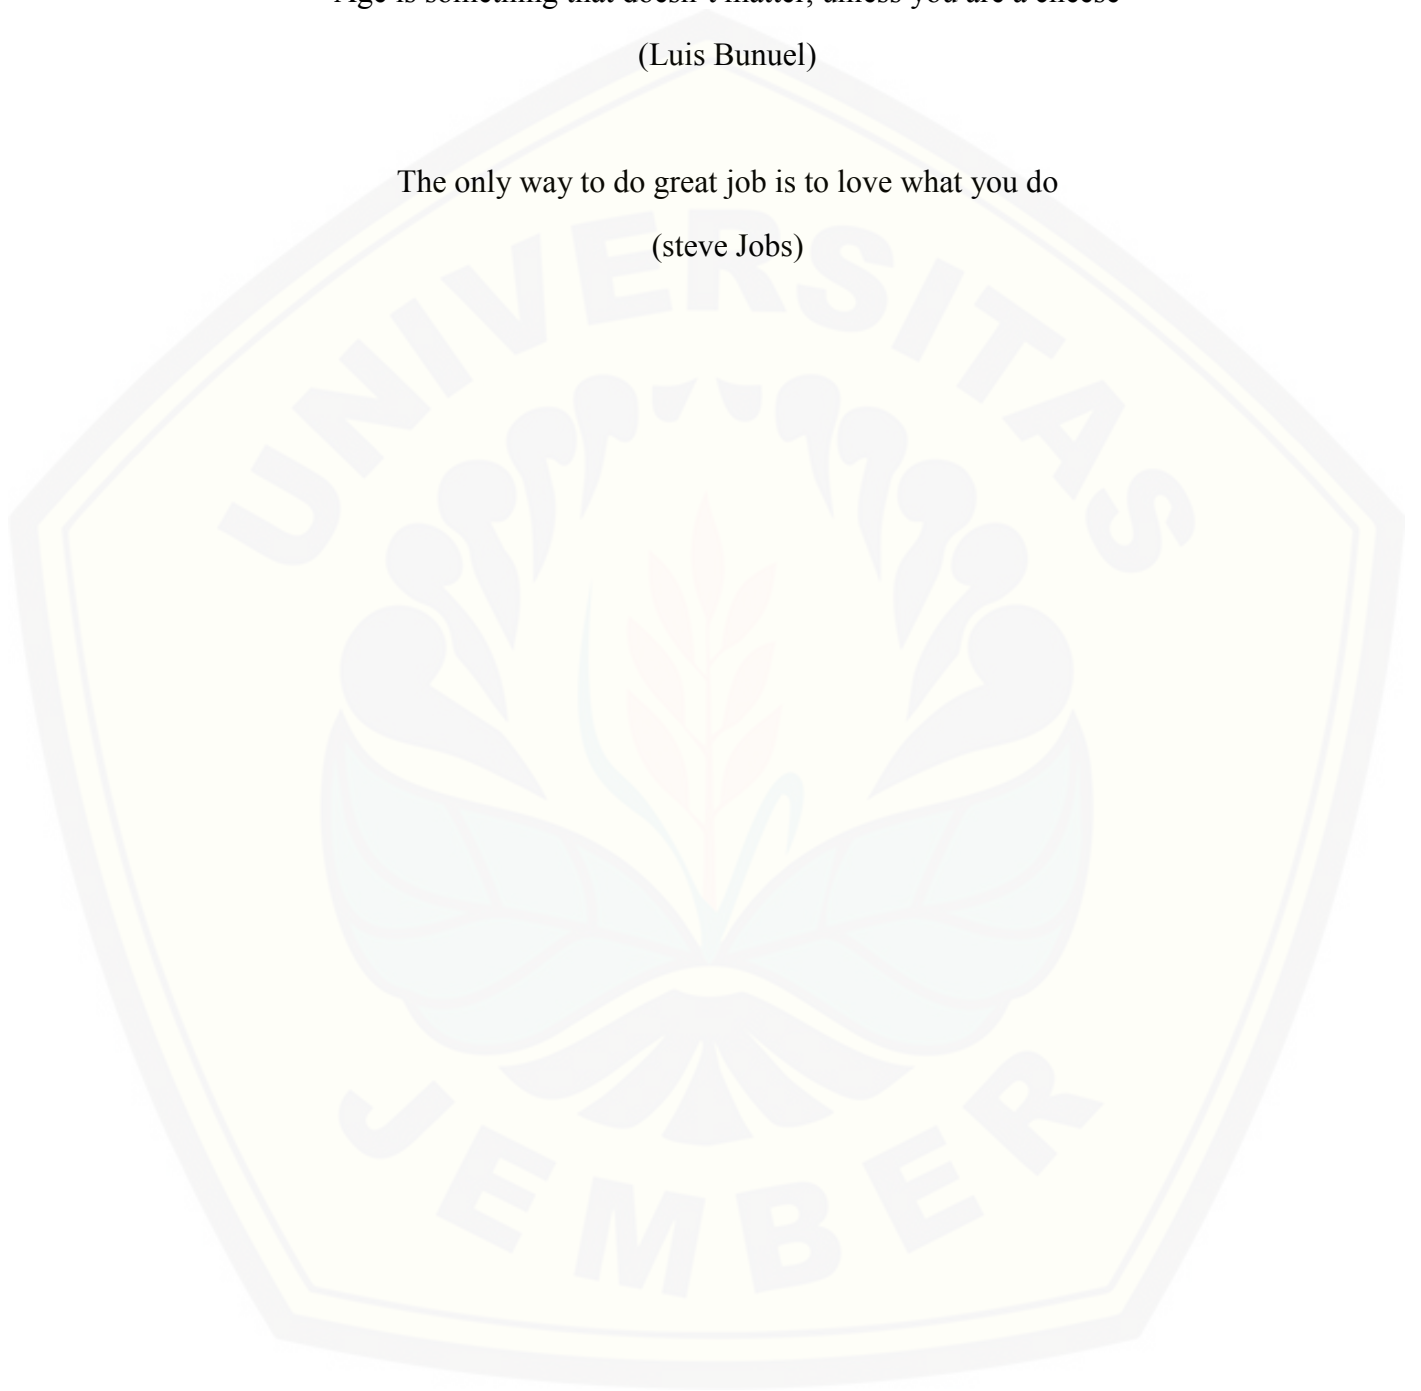 Age is something that doesn't matter, unless you are a cheese
(Luis Bunuel)
The only way to do great job is to love what you do
(steve Jobs)
UNIVERSITAS
JEMBER